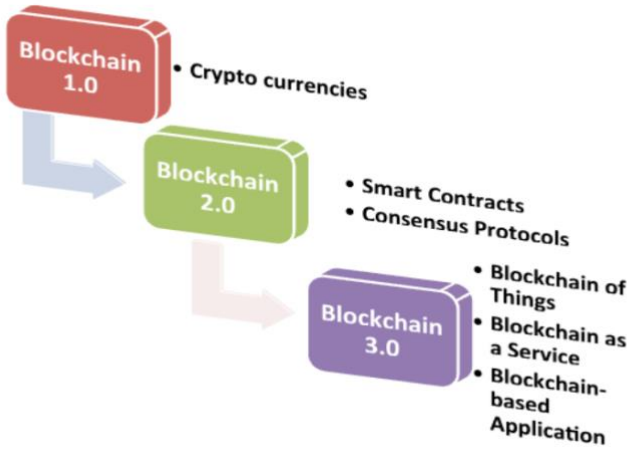 Blockchain
1.0
• Crypto currencies
Blockchain
2.0
• Smart Contracts
• Consensus Protocols
Blockchain
3.0
• Blockchain of
Things
• Blockchain as
a Service
• Blockchain-
based
Application